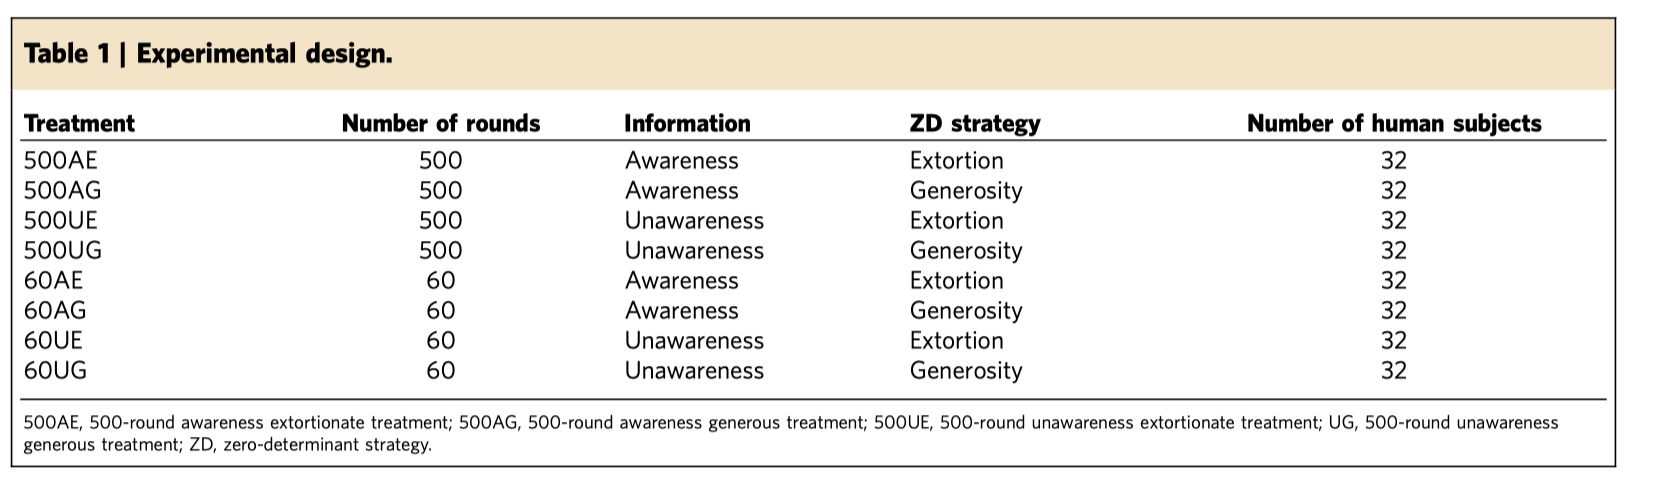 Table 1 | Experimental design.
Treatment Number of rounds Information ZD strategy Number of human subjects
500AE 500 Awareness Extortion 32
500AG 500 Awareness Generosity 32
500UE 500 Unawareness Extortion 32
500UG 500 Unawareness Generosity 32
60AE 60 Awareness Extortion 32
60AG 60 Awareness Generosity 32
60UE 60 Unawareness Extortion 32
60UG 60 Unawareness Generosity 32
500AE, 500-round awareness extortionate treatment; 500AG, 500-round awareness generous treatment; 500UE, 500-round unawareness extortionate treatment; UG, 500-round unawareness
generous treatment; ZD, zero-determinant strategy.